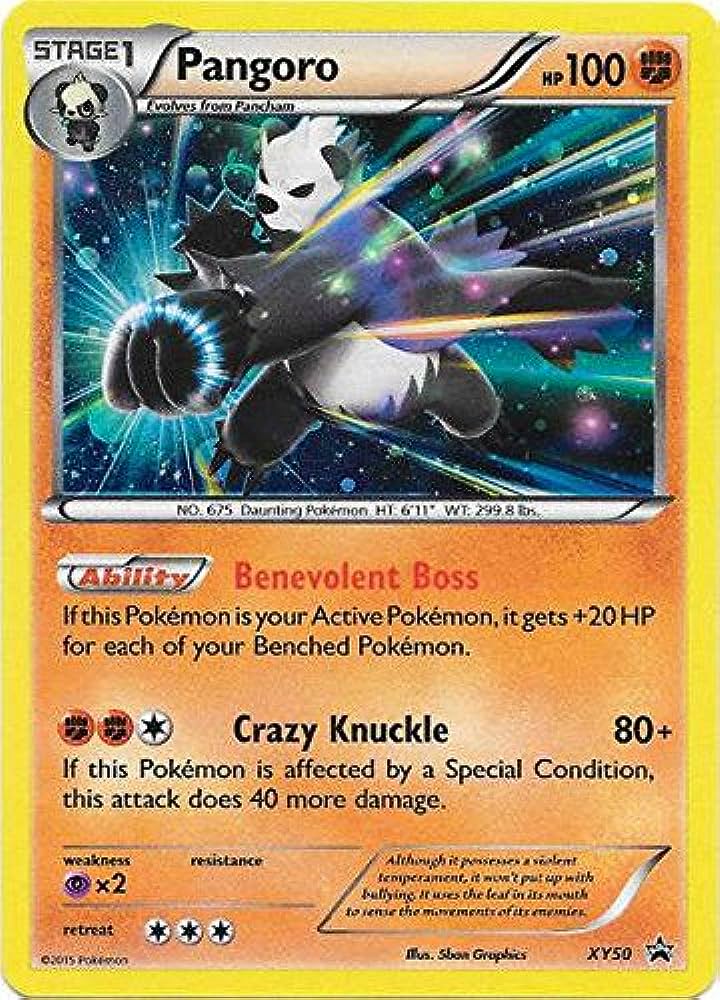 STAGE1
Pangoro
HP100
Evolves from Pancham
NO. 675 Daunting Pokémon HT: 6'11" WT: 299.8 lbs.
Ability
Benevolent Boss
If this Pokémon is your Active Pokémon, it gets +20 HP
for each of your Benched Pokémon.
Crazy Knuckle
80+
If this Pokémon is affected by a Special Condition,
this attack does 40 more damage.
weakness
resistance
×2
retreat
Although it possesses a violent
temperament, it won't put up with
bullying. It uses the leaf in its mouth
to sense the movements of its enemies.
©2015 Pokémon
Illus. Sbon Graphics
XY50